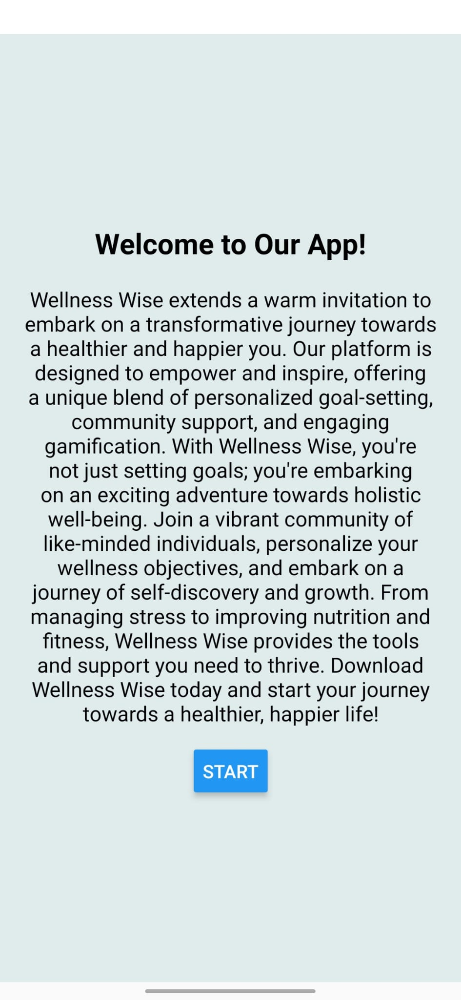 Welcome to Our App!
Wellness Wise extends a warm invitation to
embark on a transformative journey towards
a healthier and happier you. Our platform is
designed to empower and inspire, offering
a unique blend of personalized goal-setting,
community support, and engaging
gamification. With Wellness Wise, you're
not just setting goals; you're embarking
on an exciting adventure towards holistic
well-being. Join a vibrant community of
like-minded individuals, personalize your
wellness objectives, and embark on a
journey of self-discovery and growth. From
managing stress to improving nutrition and
fitness, Wellness Wise provides the tools
and support you need to thrive. Download
Wellness Wise today and start your journey
towards a healthier, happier life!
START